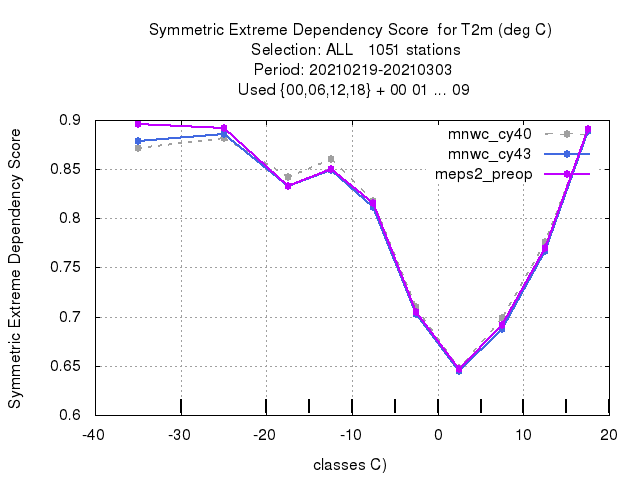 Symmetric Extreme Dependency Score  for T2m (deg C)
Selection: ALL   1051 stations
Period: 20210219-20210303
Used {00,06,12,18} + 00 01 ... 09
Symmetric Extreme Dependency Score
0.9
0.85
0.8
0.75
0.7
0.65
0.6
mnwc_cy40
mnwc_cy43
meps2_preop
-40 -30 -20 -10 0 10 20
classes C)